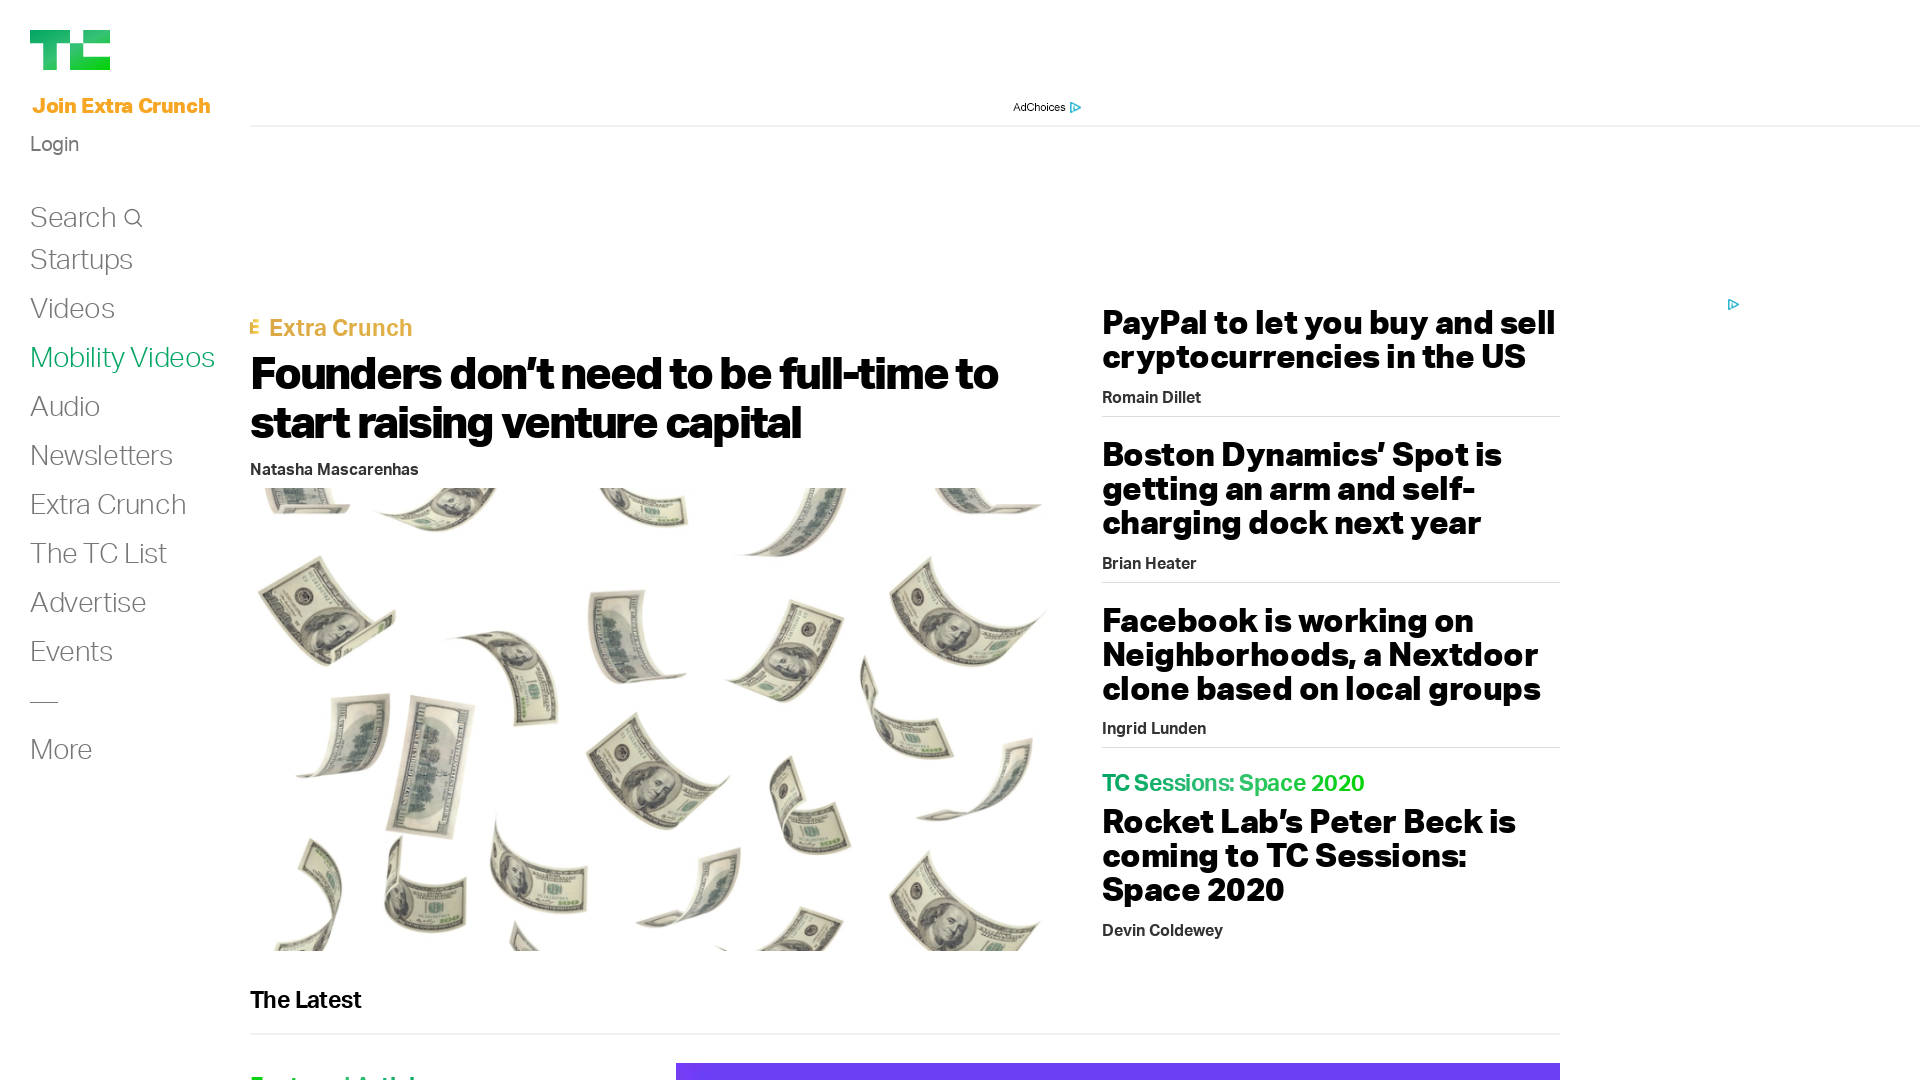 TC
Join Extra Crunch
Login
Search
Startups
Videos
Mobility Videos
Audio
Newsletters
Extra Crunch
The TC List
Advertise
Events
More
AdChoices
Extra Crunch
Founders don’t need to be full-time to
start raising venture capital
Natasha Mascarenhas
PayPal to let you buy and sell
cryptocurrencies in the US
Romain Dillet
Boston Dynamics’ Spot is
getting an arm and self-
charging dock next year
Brian Heater
Facebook is working on
Neighborhoods, a Nextdoor
clone based on local groups
Ingrid Lunden
TC Sessions: Space 2020
Rocket Lab’s Peter Beck is
coming to TC Sessions:
Space 2020
Devin Coldewey
The Latest